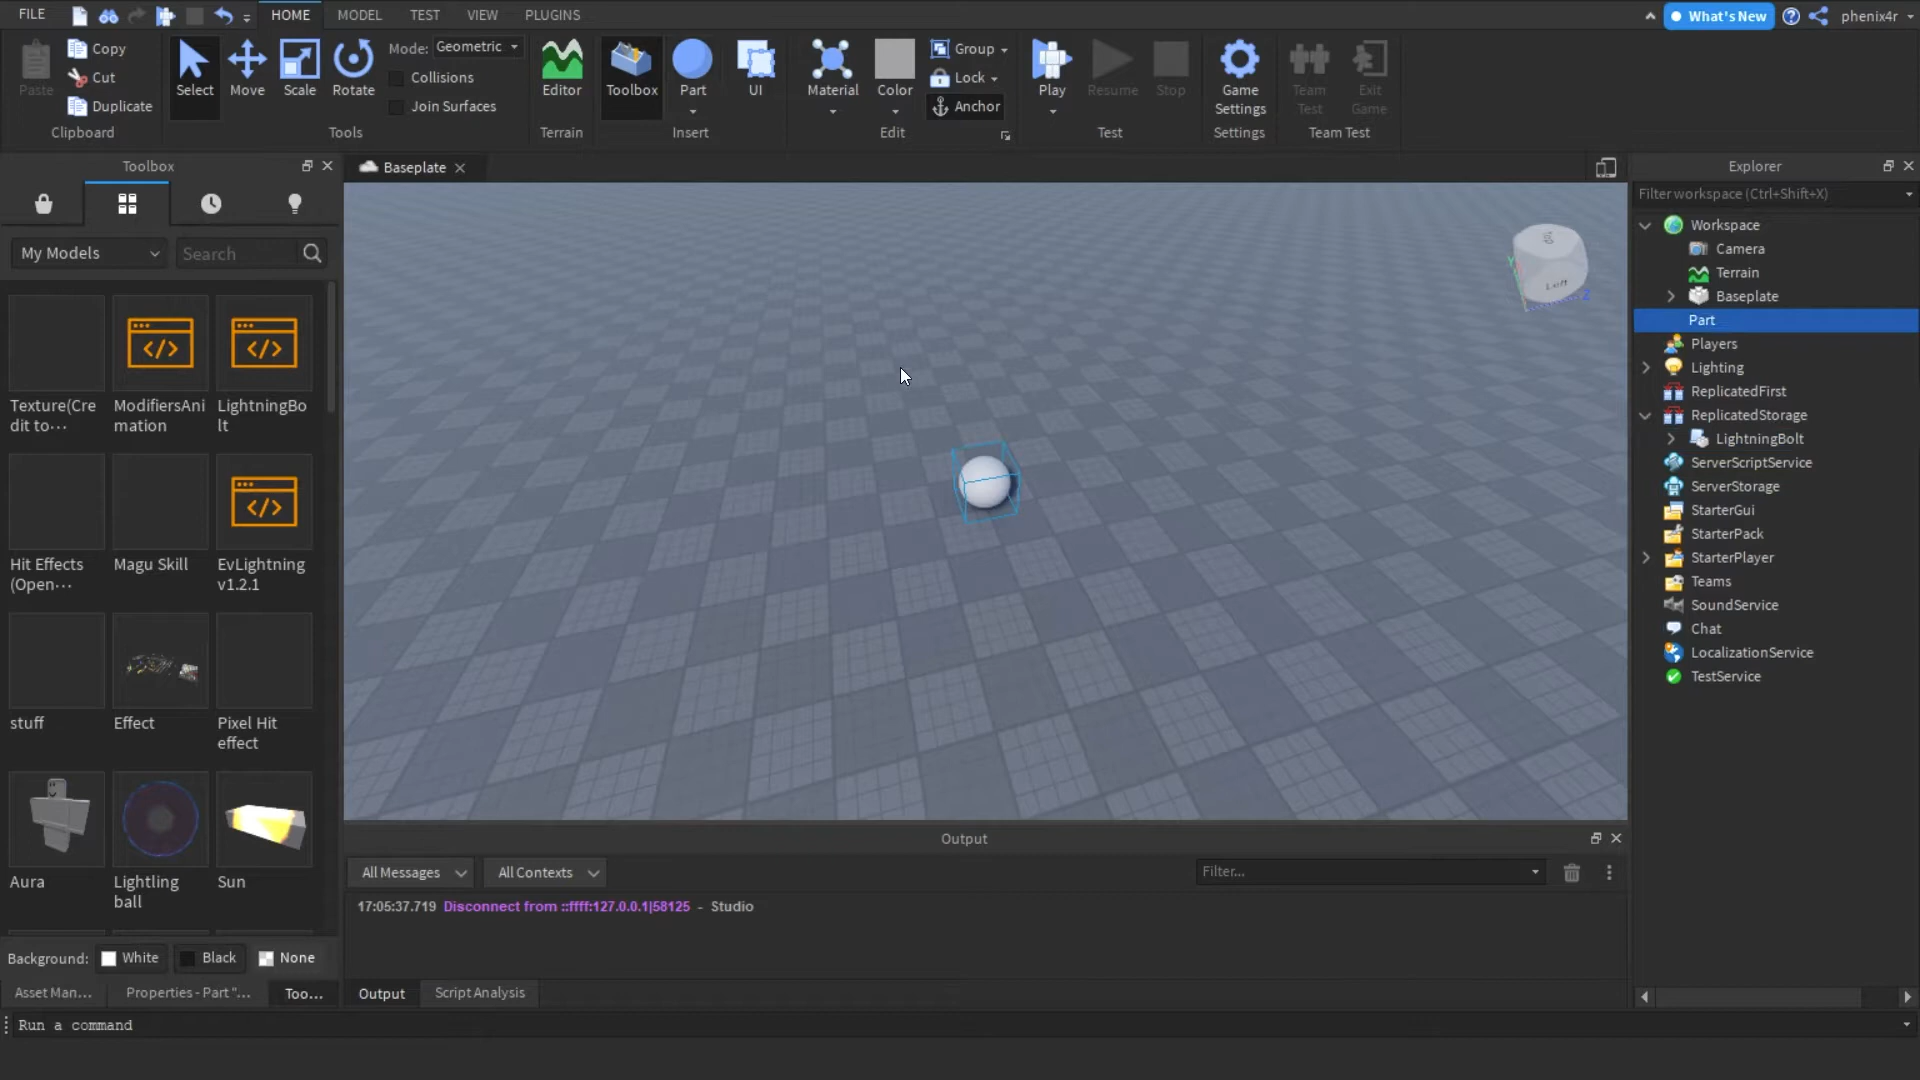 FILE
HOME
MODEL
TEST
VIEW
PLUGINS
What's New
phenix4r
Paste
Copy
Cut
Duplicate
Clipboard
Select
Move
Scale
Rotate
Mode: Geometric
Collisions
Join Surfaces
Tools
Editor
Terrain
Toolbox
Part
UI
Insert
Material
Color
Group
Lock
Anchor
Edit
Play
Resume
Stop
Test
Game
Settings
Settings
Team
Test
Exit
Game
Team Test
Toolbox
My Models
Search
Texture(Cre
dit to···
ModifiersAni
mation
LightningBo
lt
Hit Effects
(Open···
Magu Skill
EvLightning
v1.2.1
stuff
Effect
Pixel Hit
effect
Aura
Lightling
ball
Sun
Background: White Black None
Asset Man...
Properties - Part "...
Too...
Baseplate
Y
Left
Z
Output
All Messages
All Contexts
Filter...
17:05:37.719 Disconnect from ::ffff:127.0.0.1|58125 - Studio
Output
Script Analysis
Run a command
Explorer
Filter workspace (Ctrl+Shift+X)
Workspace
Camera
Terrain
Baseplate
Part
Players
Lighting
ReplicatedFirst
ReplicatedStorage
LightningBolt
ServerScriptService
ServerStorage
StarterGui
StarterPack
StarterPlayer
Teams
SoundService
Chat
LocalizationService
TestService